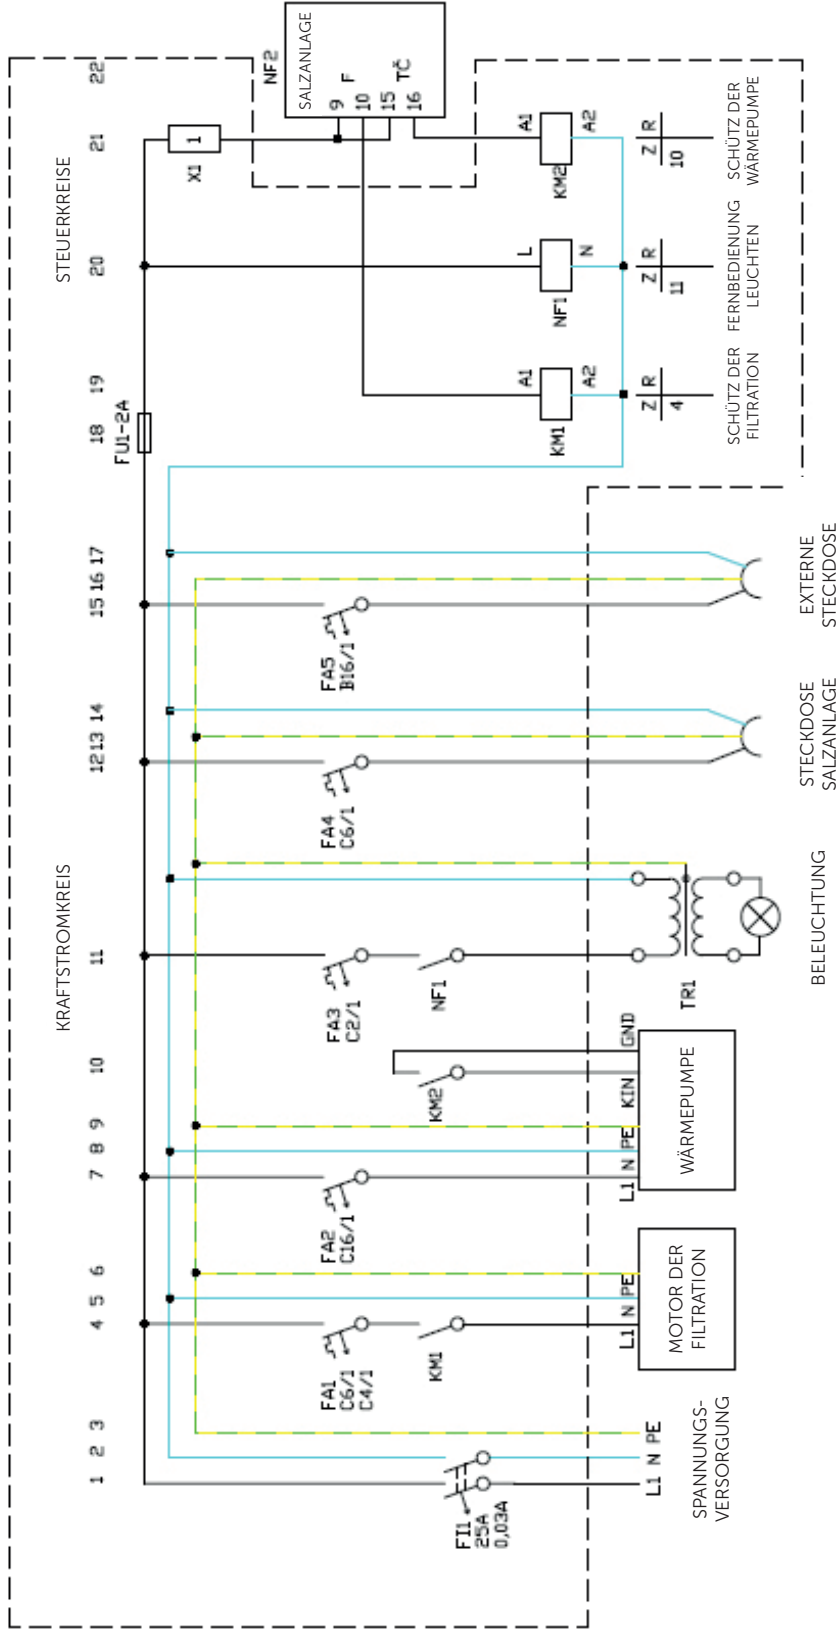 KRAFTSTROMKREIS
STEUERKREISE
1 2 3 4 5 6 7 8 9 10 11 12 13 14 15 16 17 18 19 20 21 22
FU1-2A
X1
1
NF2
SALZANLAGE
9 F
10
15 TČ
16
FI1
25A
0,03A
FA1
C6/1
C4/1
KM1
FA2
C16/1
KM2
FA3
C2/1
NF1
FA4
C6/1
FA5
B16/1
KM1
A1
A2
NF1
L
N
KM2
A1
A2
Z R
4
Z R
11
Z R
10
SCHÜTZ DER
FILTRATION
FERNBEDIENUNG
LEUCHTEN
SCHÜTZ DER
WÄRMEPUMPE
L1 N PE
L1 N PE
L1 N PE KIN GND
TR1
SPANNUNGS-
VERSORGUNG
MOTOR DER
FILTRATION
WÄRMEPUMPE
BELEUCHTUNG
STECKDOSE
SALZANLAGE
EXTERNE
STECKDOSE